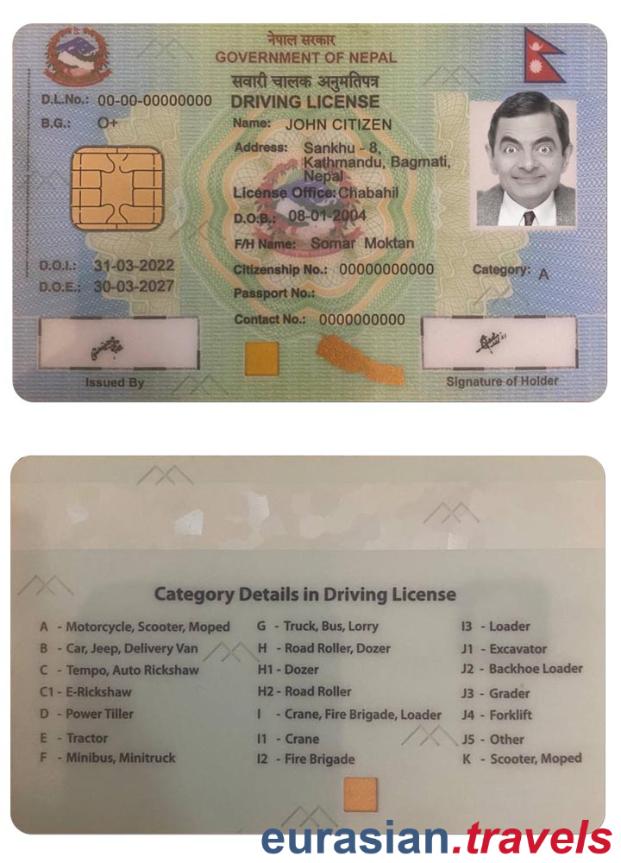 नेपाल सरकार
GOVERNMENT OF NEPAL
सवारी चालक अनुमतिपत्र
D.L.No.: 00-00-00000000 DRIVING LICENSE
B.G.: O+ Name: JOHN CITIZEN
Address: Sankhu - 8,
Kathmandu, Bagmati,
Nepal
License Office: Chabahil
D.O.B.: 08-01-2004
F/H Name: Somar Moktan
D.O.I.: 31-03-2022 Citizenship No.: 00000000000 Category: A
D.O.E.: 30-03-2027 Passport No.:
Contact No.: 0000000000
Issued By Signature of Holder
Category Details in Driving License
A - Motorcycle, Scooter, Moped G - Truck, Bus, Lorry I3 - Loader
B - Car, Jeep, Delivery Van H - Road Roller, Dozer J1 - Excavator
C - Tempo, Auto Rickshaw H1 - Dozer J2 - Backhoe Loader
C1 - E-Rickshaw H2 - Road Roller J3 - Grader
D - Power Tiller I - Crane, Fire Brigade, Loader J4 - Forklift
E - Tractor I1 - Crane J5 - Other
F - Minibus, Minitruck I2 - Fire Brigade K - Scooter, Moped
eurasian.travels